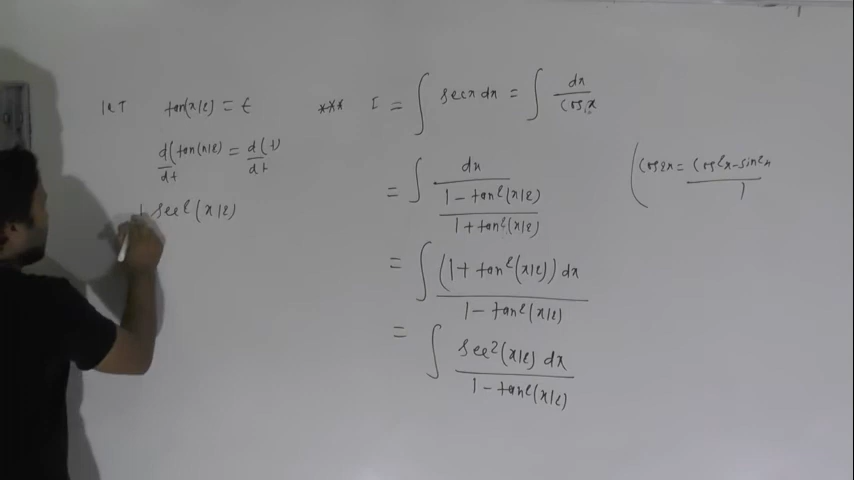 let tan(x/2) = t
d/dt (tan(x/2)) = d/dt (t)
1 sec²(x/2)
*** I = ∫ secx dx = ∫ dx / cosx
= ∫ dx / ((1 - tan²(x/2)) / (1 + tan²(x/2)))
= ∫ (1 + tan²(x/2)) dx / (1 - tan²(x/2))
= ∫ sec²(x/2) dx / (1 - tan²(x/2))
(cos2x = (cos²x - sin²x) / 1